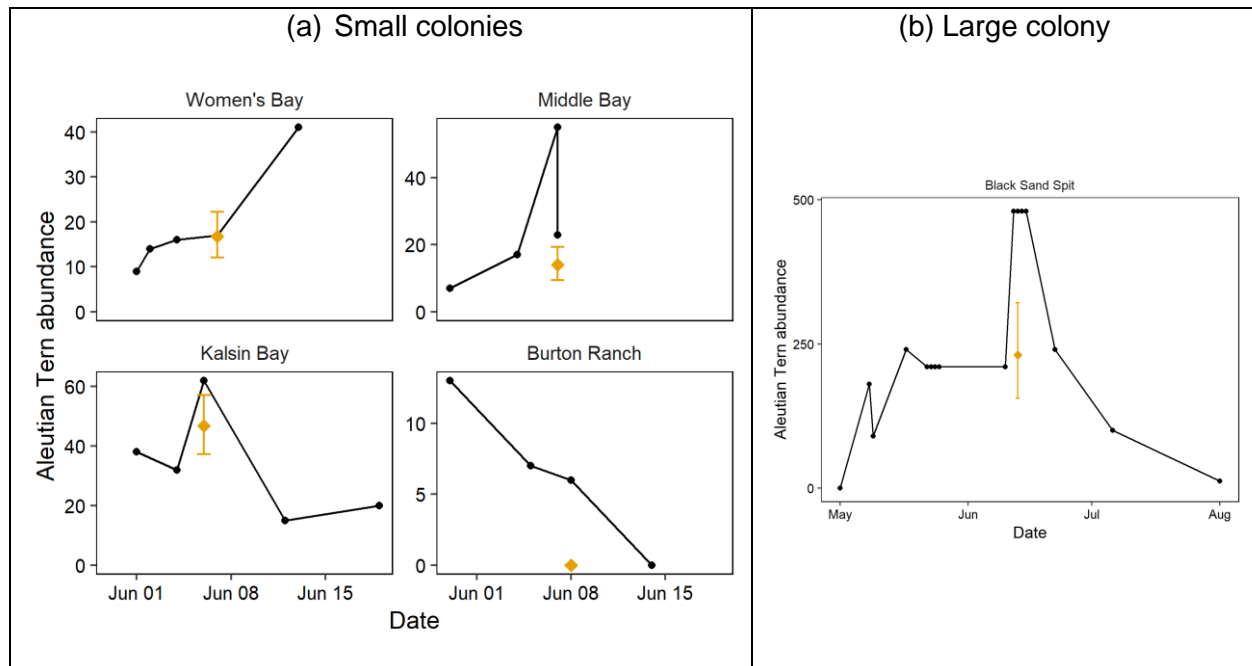 (a) Small colonies
(b) Large colony
Aleutian Tern abundance
Women's Bay
40
30
20
10
0
Middle Bay
40
20
0
Kalsin Bay
60
40
20
0
Jun 01 Jun 08 Jun 15
Burton Ranch
10
5
0
Jun 01 Jun 08 Jun 15
Date
Black Sand Spit
Aleutian Tern abundance
500
250
0
May Jun Jul Aug
Date